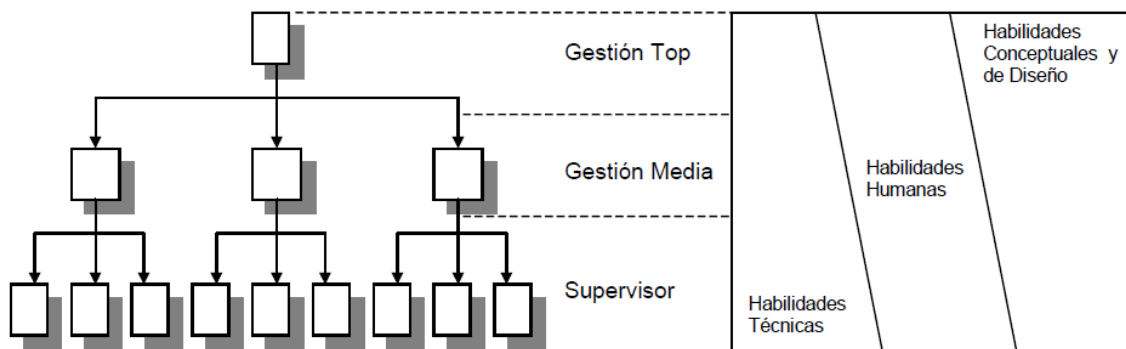 Gestión Top
Habilidades
Conceptuales y
de Diseño
Gestión Media
Habilidades
Humanas
Supervisor
Habilidades
Técnicas